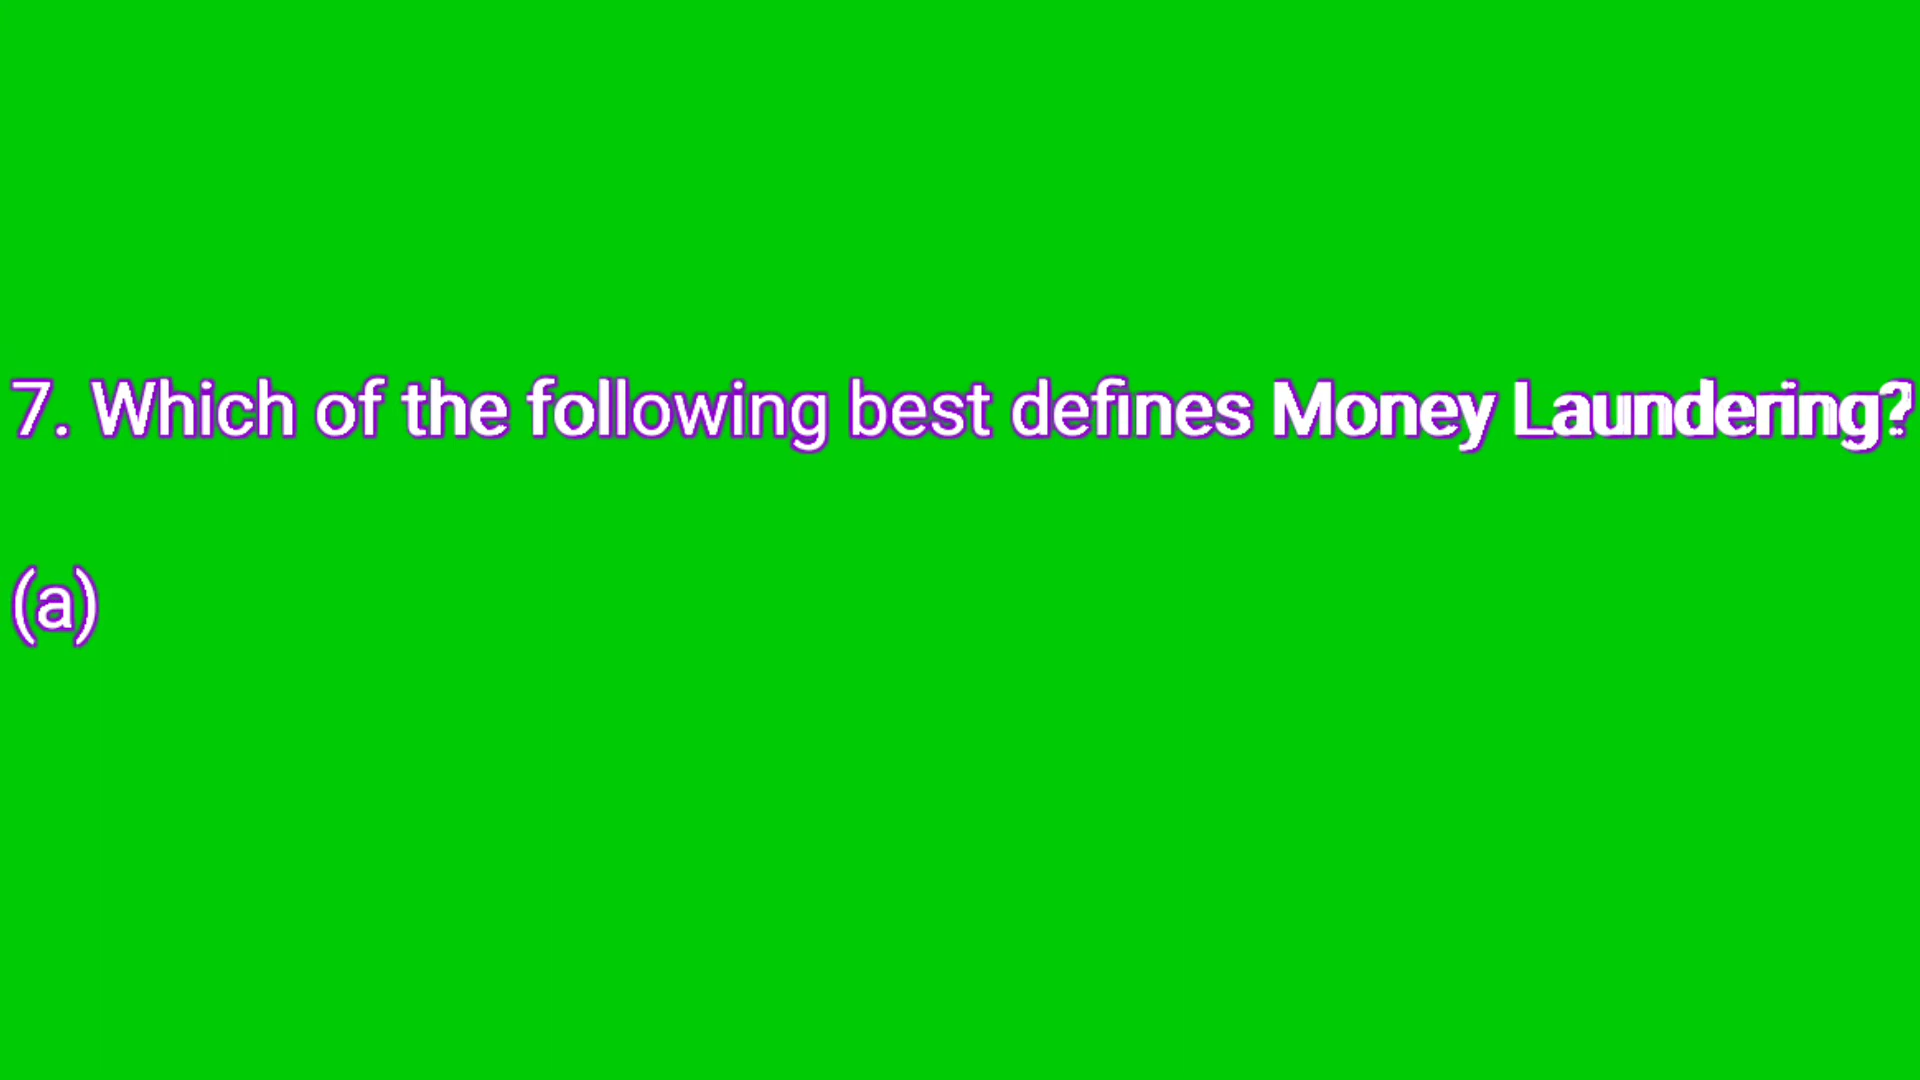 7. Which of the following best defines Money Laundering?
(a)